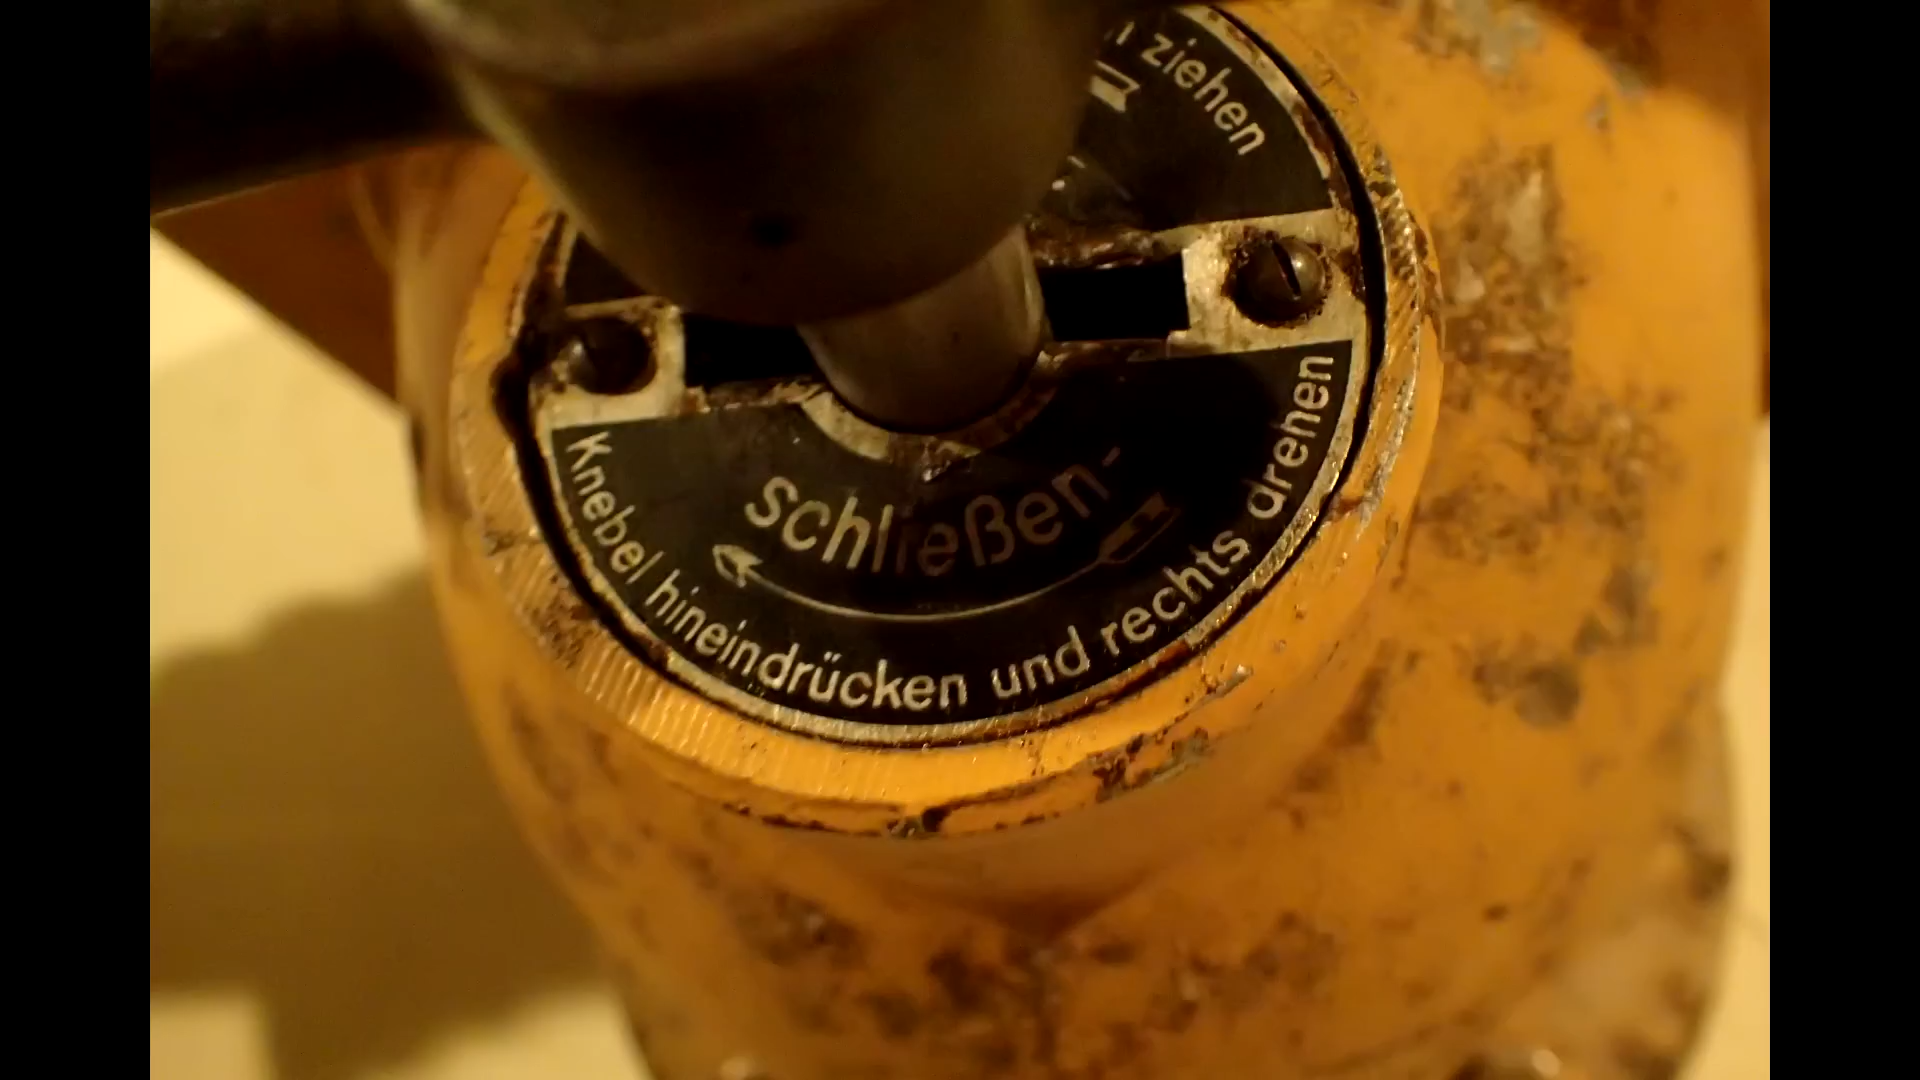 ziehen
schließen-
Knebel hineindrücken und rechts drehen